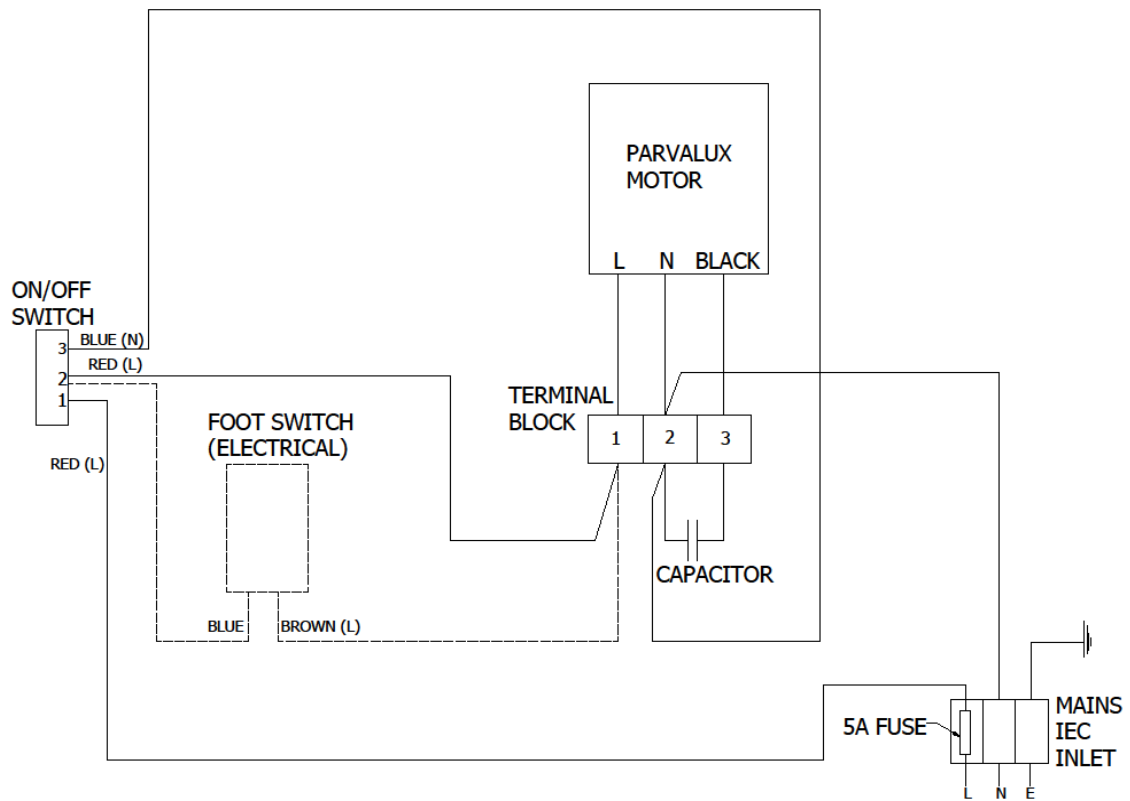 PARVALUX
MOTOR
L N BLACK
ON/OFF
SWITCH
3 BLUE (N)
RED (L)
2
1
RED (L)
FOOT SWITCH
(ELECTRICAL)
BLUE BROWN (L)
TERMINAL
BLOCK
1 2 3
CAPACITOR
5A FUSE
MAINS
IEC
INLET
L N E